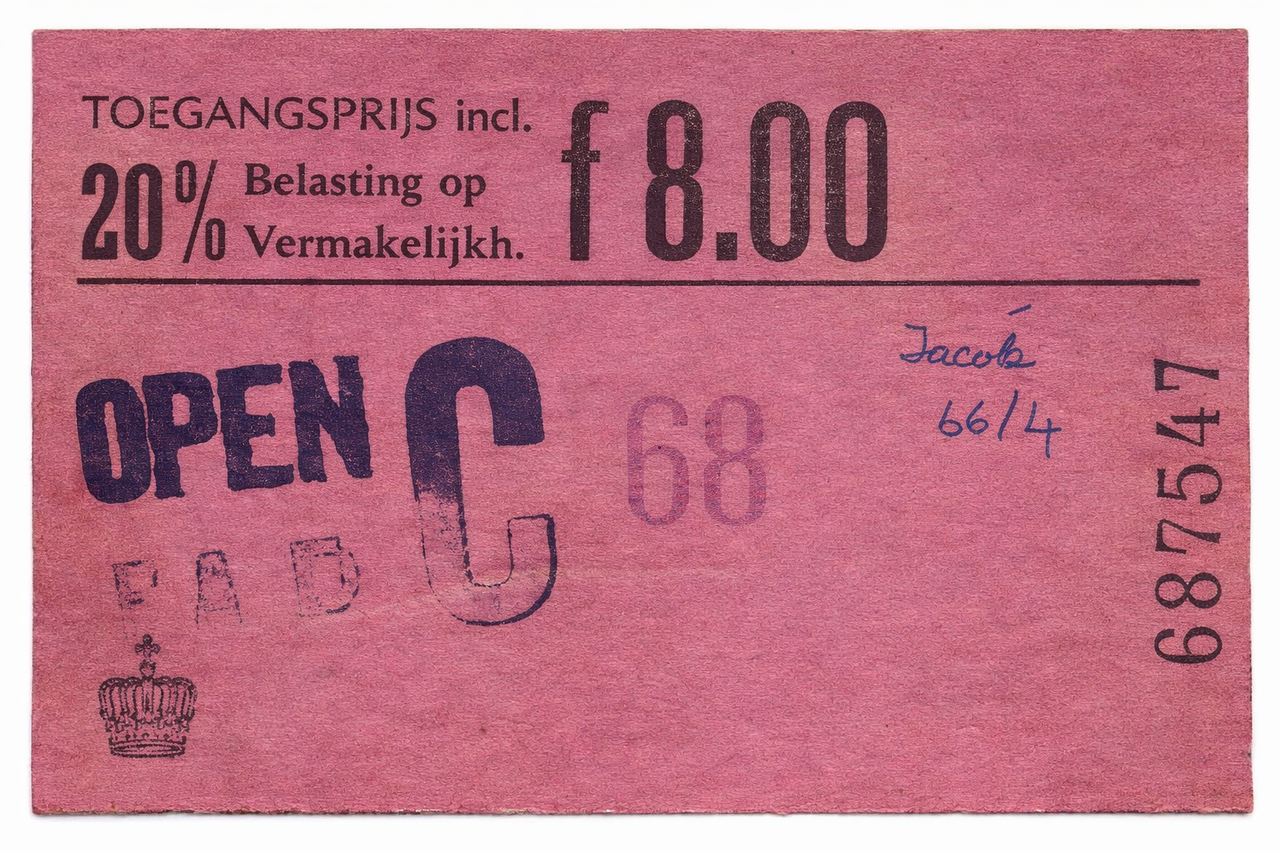 TOEGANGSPRIJS incl.
20% Belasting op
Vermakelijkh.
f 8.00
OPEN C 68
Jacob
66/4
687547